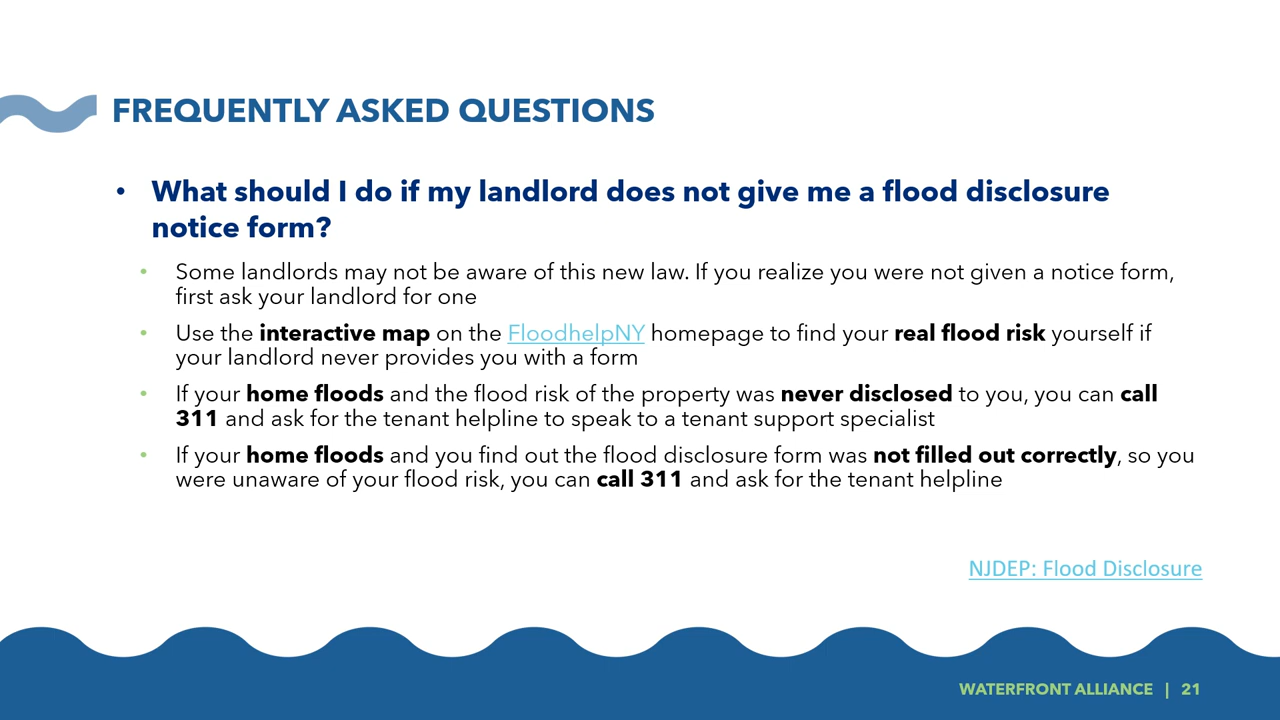 FREQUENTLY ASKED QUESTIONS
• What should I do if my landlord does not give me a flood disclosure
notice form?
• Some landlords may not be aware of this new law. If you realize you were not given a notice form,
first ask your landlord for one
• Use the interactive map on the FloodhelpNY homepage to find your real flood risk yourself if
your landlord never provides you with a form
• If your home floods and the flood risk of the property was never disclosed to you, you can call
311 and ask for the tenant helpline to speak to a tenant support specialist
• If your home floods and you find out the flood disclosure form was not filled out correctly, so you
were unaware of your flood risk, you can call 311 and ask for the tenant helpline
NJDEP: Flood Disclosure
WATERFRONT ALLIANCE | 21